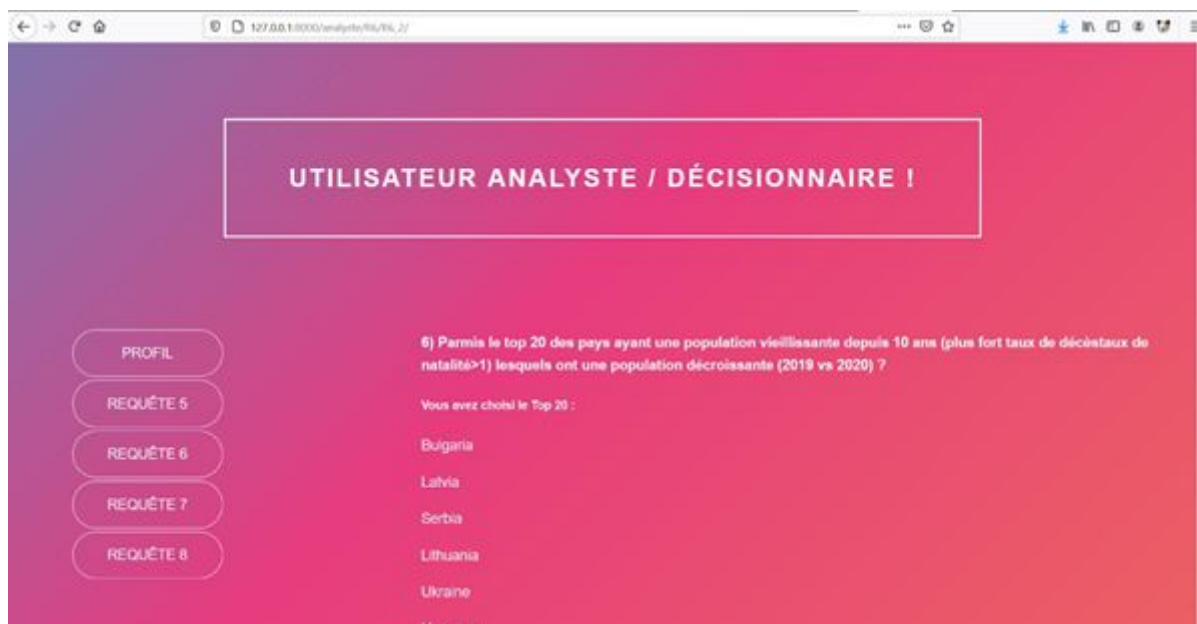 127.0.0.1:8000/analyste/R6/R6_2/
UTILISATEUR ANALYSTE / DÉCISIONNAIRE !
PROFIL
REQUÊTE 5
REQUÊTE 6
REQUÊTE 7
REQUÊTE 8
6) Parmis le top 20 des pays ayant une population vieillissante depuis 10 ans (plus fort taux de décèstaux de
natalité>1) lesquels ont une population décroissante (2019 vs 2020) ?
Vous avez choisi le Top 20 :
Bulgaria
Latvia
Serbia
Lithuania
Ukraine